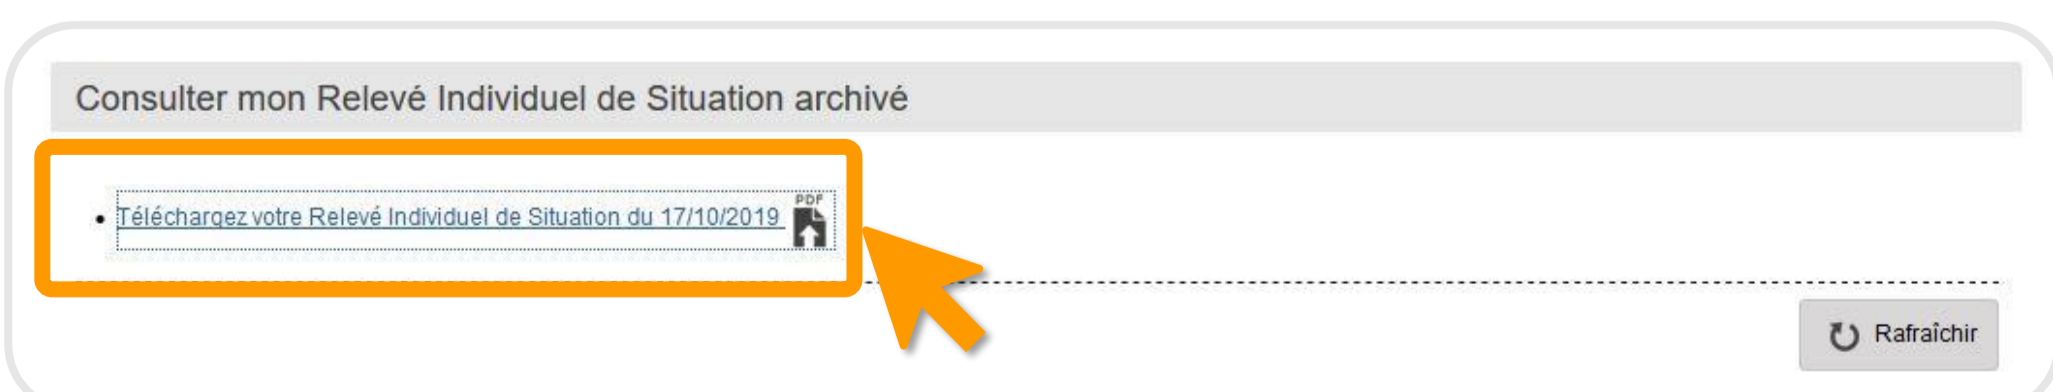 Consulter mon Relevé Individuel de Situation archivé
Téléchargez votre Relevé Individuel de Situation du 17/10/2019
PDF
Rafraîchir